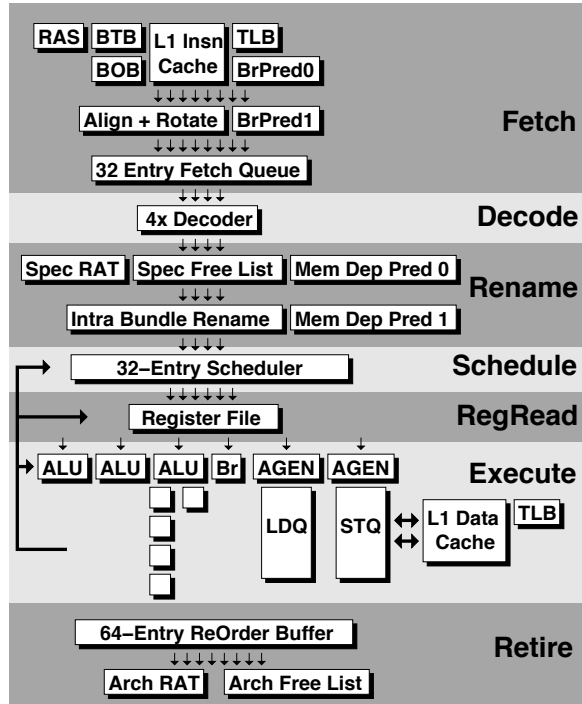 RAS BTB L1 Insn Cache TLB
BOB BrPred0
Align + Rotate BrPred1
Fetch
32 Entry Fetch Queue
4x Decoder
Decode
Spec RAT Spec Free List Mem Dep Pred 0
Rename
Intra Bundle Rename Mem Dep Pred 1
32−Entry Scheduler
Schedule
Register File
RegRead
ALU ALU ALU Br AGEN AGEN
Execute
LDQ STQ L1 Data Cache TLB
64−Entry ReOrder Buffer
Retire
Arch RAT Arch Free List